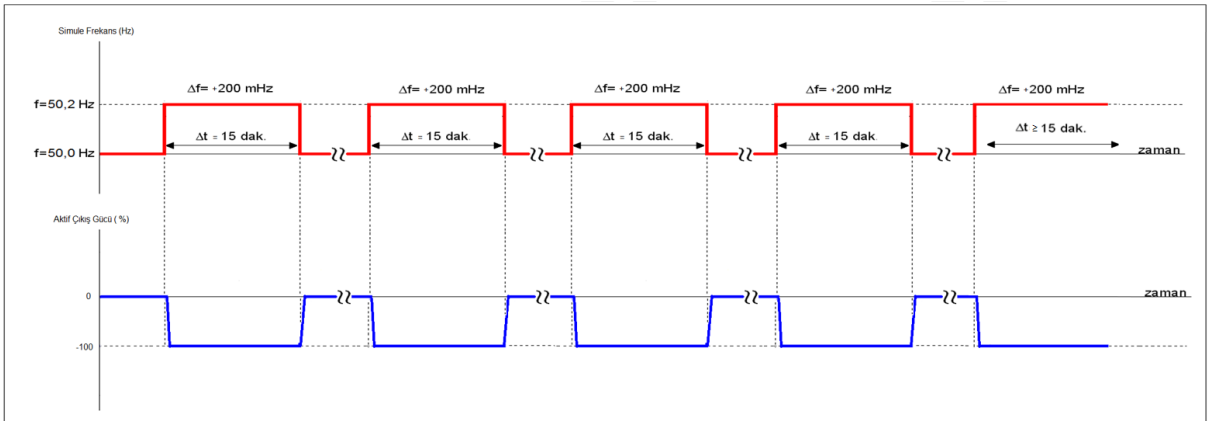 Simule Frekans (Hz)
Δf= +200 mHz
Δf= +200 mHz
Δf= +200 mHz
Δf= +200 mHz
Δf= +200 mHz
f=50,2 Hz
Δt = 15 dak.
Δt = 15 dak.
Δt = 15 dak.
Δt = 15 dak.
Δt ≥ 15 dak.
f=50,0 Hz
zaman
Aktif Çıkış Gücü ( %)
0
zaman
-100